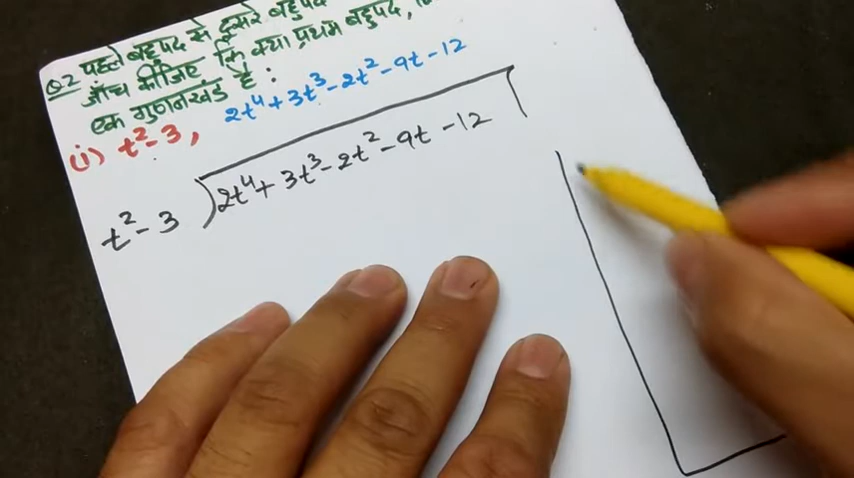 Q2 पहले बहुपद से दूसरे बहुपद
जाँच कीजिए कि क्या प्रथम बहुपद,
एक गुणनखंड है :
(i) t²-3, 2t⁴+3t³-2t²-9t-12
t²-3 )2t⁴+3t³-2t²-9t-12